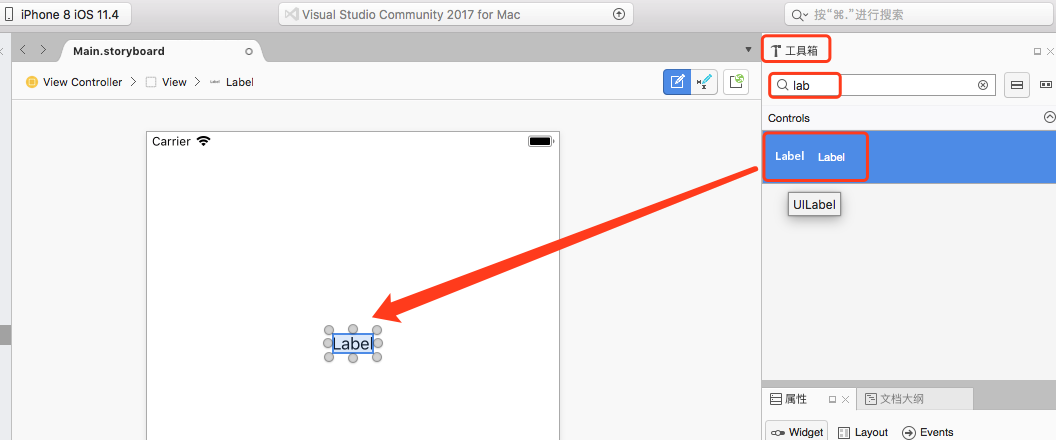 iPhone 8 iOS 11.4
Visual Studio Community 2017 for Mac
按“⌘.”进行搜索
Main.storyboard
工具箱
View Controller
View
Label
lab
Controls
Carrier
Label Label
UILabel
Label
属性
文档大纲
Widget
Layout
Events